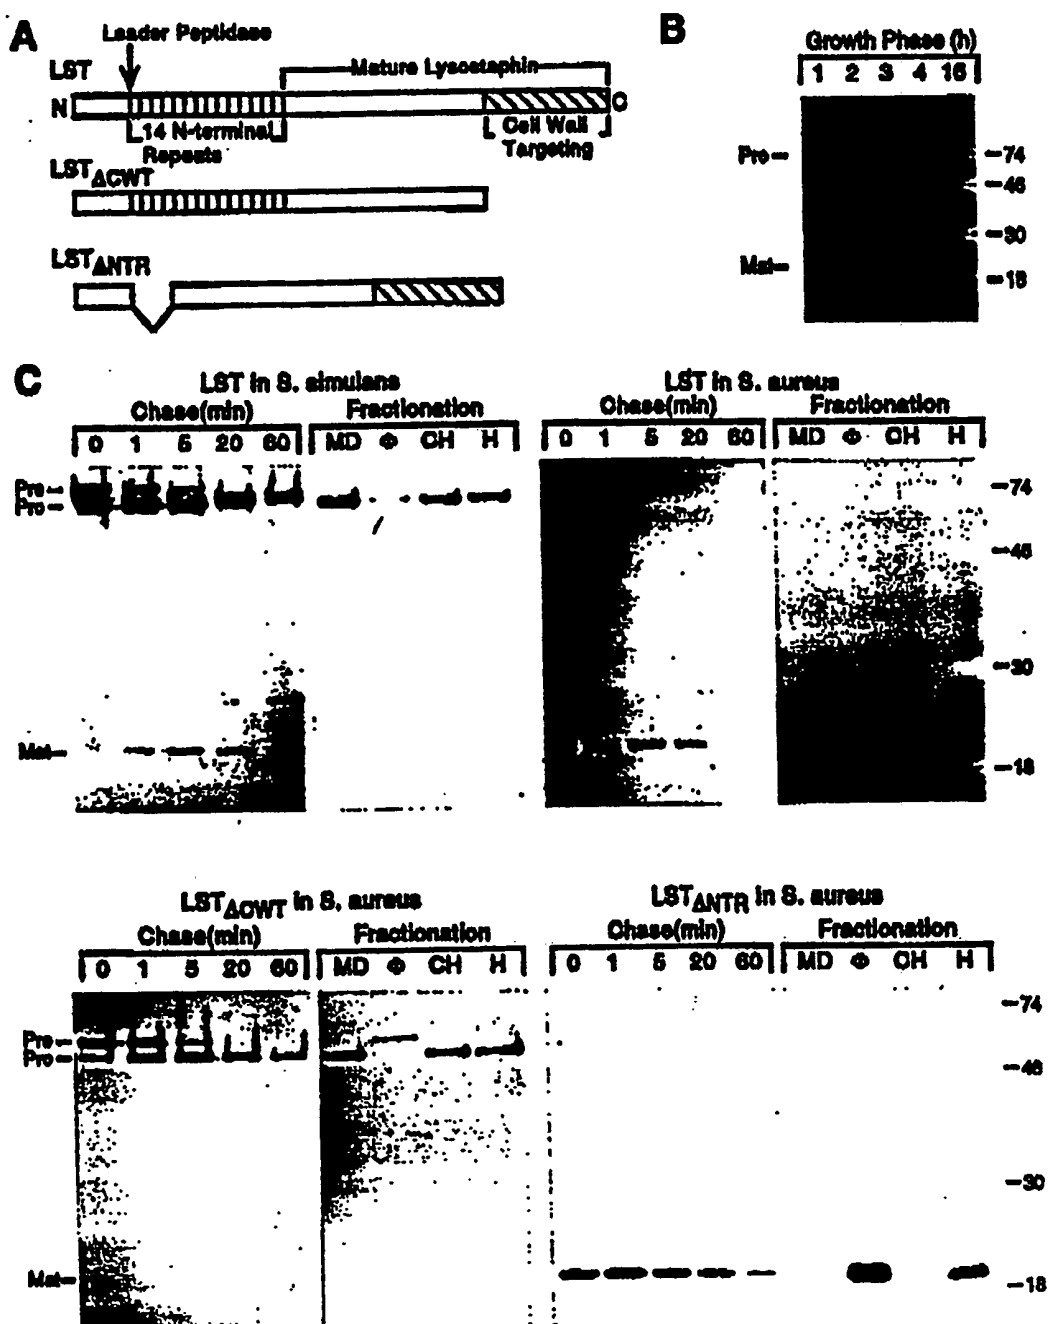 A
Leader Peptidase
LST
Mature Lysostaphin
N
C
14 N-terminal
Repeats
Cell Wall
Targeting
LSTΔCWT
LSTΔNTR
B
Growth Phase (h)
1 2 3 4 16
Pro
Mat
74
46
30
18
C
LST in S. simulans
Chase(min) Fractionation
0 1 5 20 60 MD Φ CH H
Pre
Pro
Mat
LST in S. aureus
Chase(min) Fractionation
0 1 5 20 60 MD Φ CH H
74
46
30
18
LSTΔCWT in S. aureus
Chase(min) Fractionation
0 1 5 20 60 MD Φ CH H
Pre
Pro
Mat
LSTΔNTR in S. aureus
Chase(min) Fractionation
0 1 5 20 60 MD Φ CH H
74
46
30
18